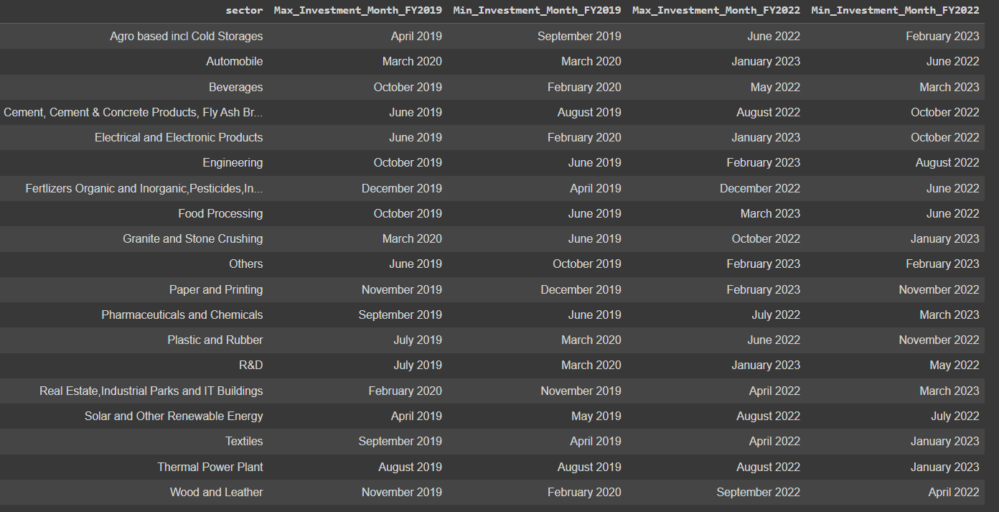 sector Max_Investment_Month_FY2019 Min_Investment_Month_FY2019 Max_Investment_Month_FY2022 Min_Investment_Month_FY2022
Agro based incl Cold Storages April 2019 September 2019 June 2022 February 2023
Automobile March 2020 March 2020 January 2023 June 2022
Beverages October 2019 February 2020 May 2022 March 2023
Cement, Cement & Concrete Products, Fly Ash Br... June 2019 August 2019 August 2022 October 2022
Electrical and Electronic Products June 2019 February 2020 January 2023 October 2022
Engineering October 2019 June 2019 February 2023 August 2022
Fertlizers Organic and Inorganic,Pesticides,In... December 2019 April 2019 December 2022 June 2022
Food Processing October 2019 June 2019 March 2023 June 2022
Granite and Stone Crushing March 2020 June 2019 October 2022 January 2023
Others June 2019 October 2019 February 2023 February 2023
Paper and Printing November 2019 December 2019 February 2023 November 2022
Pharmaceuticals and Chemicals September 2019 June 2019 July 2022 March 2023
Plastic and Rubber July 2019 March 2020 June 2022 November 2022
R&D July 2019 March 2020 January 2023 May 2022
Real Estate,Industrial Parks and IT Buildings February 2020 November 2019 April 2022 March 2023
Solar and Other Renewable Energy April 2019 May 2019 August 2022 July 2022
Textiles September 2019 April 2019 April 2022 January 2023
Thermal Power Plant August 2019 August 2019 August 2022 January 2023
Wood and Leather November 2019 February 2020 September 2022 April 2022